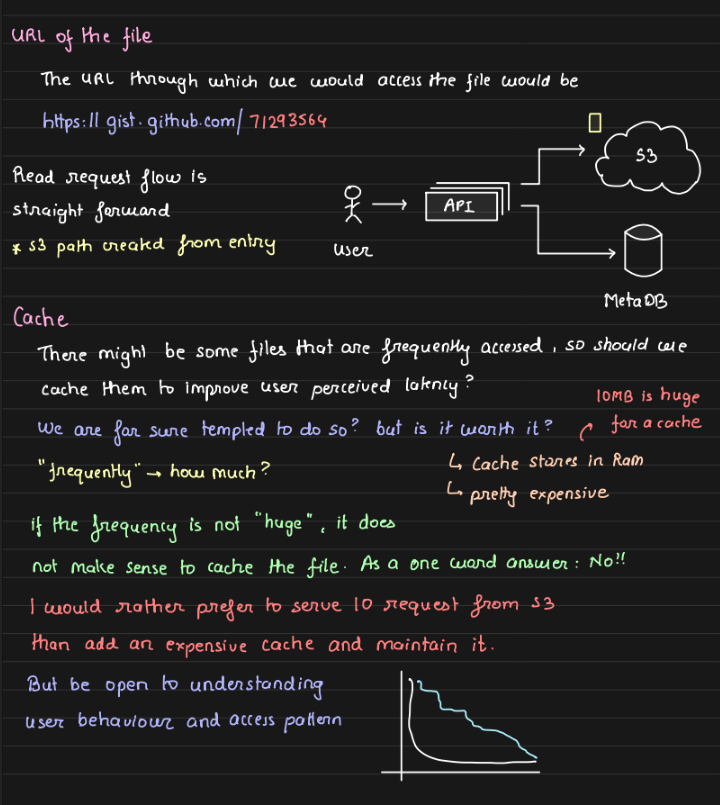 URL of the file
The URL through which we would access the file would be
https://gist.github.com/71293564
Read request flow is
straight forward
* S3 path created from entry
user
API
S3
MetaDB
Cache
There might be some files that are frequently accessed, so should we
cache them to improve user perceived latency?
We are for sure tempted to do so? but is it worth it?
10MB is huge
for a cache
"frequently" → how much?
↳ Cache stores in Ram
↳ pretty expensive
if the frequency is not "huge", it does
not make sense to cache the file. As a one word answer: No!!
I would rather prefer to serve 10 request from S3
than add an expensive cache and maintain it.
But be open to understanding
user behaviour and access pattern